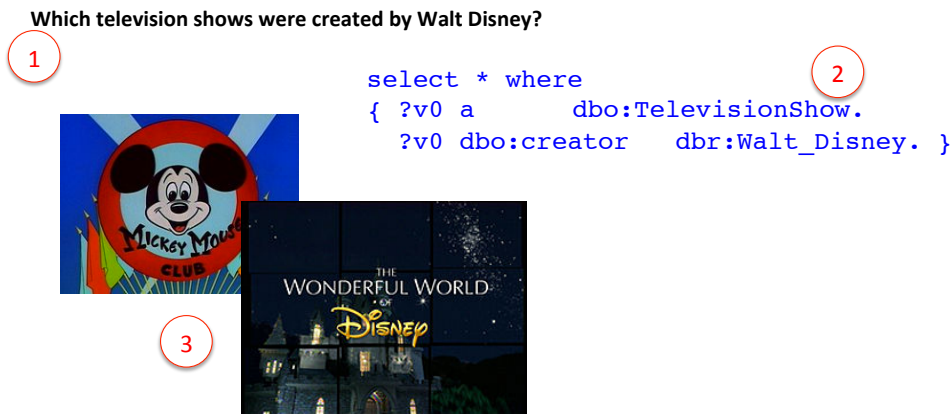 Which television shows were created by Walt Disney?
1
2
select * where
{ ?v0 a dbo:TelevisionShow.
?v0 dbo:creator dbr:Walt_Disney. }
MICKEY MOUSE
CLUB
THE
WONDERFUL WORLD
OF
DISNEY
3